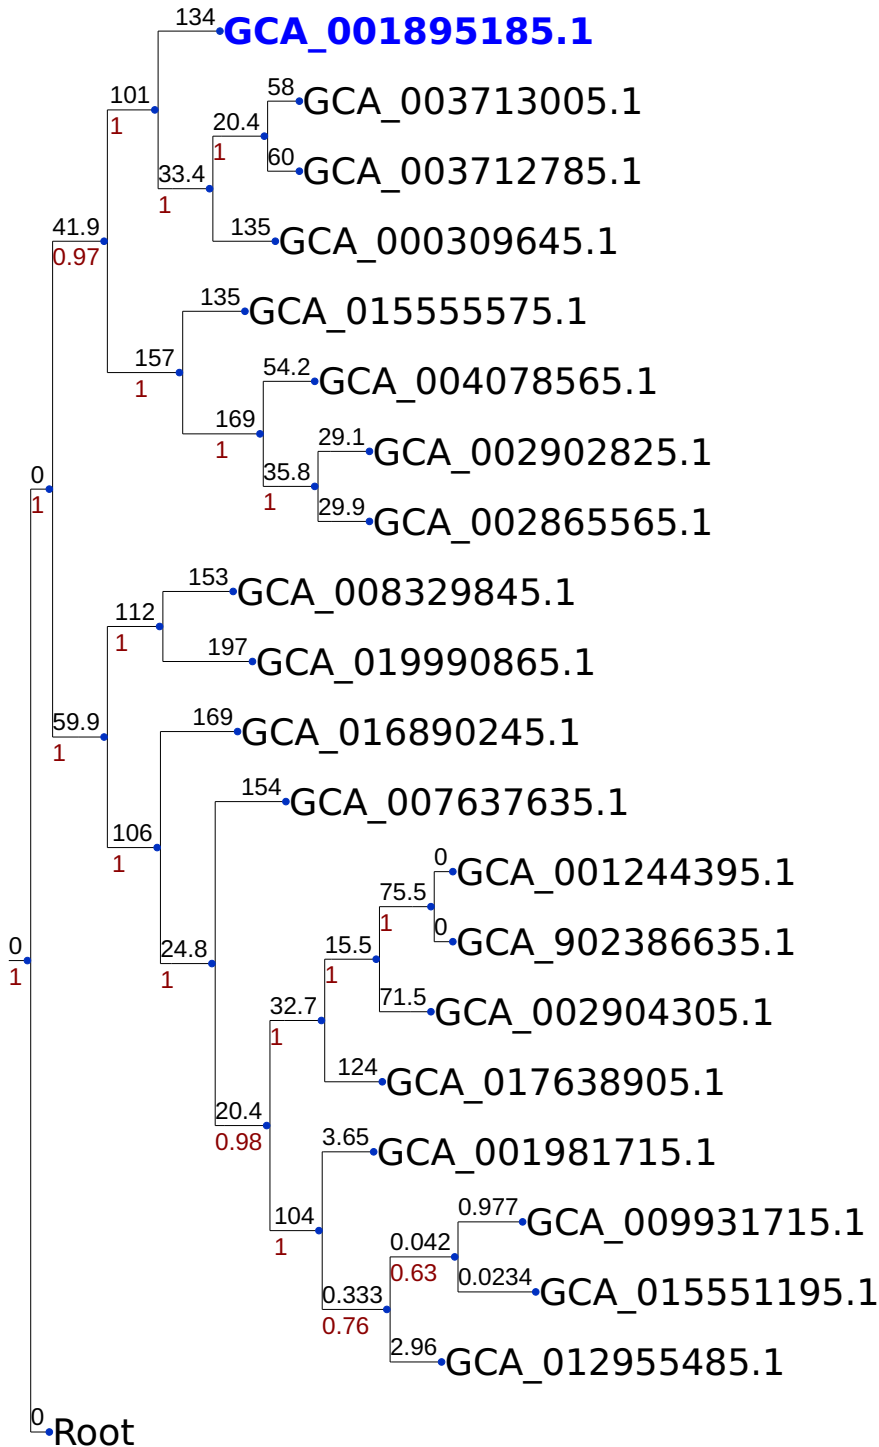 134
GCA_001895185.1
58
GCA_003713005.1
101
1
20.4
1
60
GCA_003712785.1
33.4
1
135
GCA_000309645.1
41.9
0.97
135
GCA_015555575.1
157
1
54.2
GCA_004078565.1
169
1
29.1
GCA_002902825.1
35.8
1
0
1
29.9
GCA_002865565.1
153
GCA_008329845.1
112
1
197
GCA_019990865.1
59.9
1
169
GCA_016890245.1
154
GCA_007637635.1
106
1
0
GCA_001244395.1
75.5
1
0
GCA_902386635.1
0
1
24.8
1
15.5
1
71.5
GCA_002904305.1
32.7
1
124
GCA_017638905.1
20.4
0.98
3.65
GCA_001981715.1
104
1
0.977
GCA_009931715.1
0.042
0.63
0.0234
GCA_015551195.1
0.333
0.76
2.96
GCA_012955485.1
0
Root